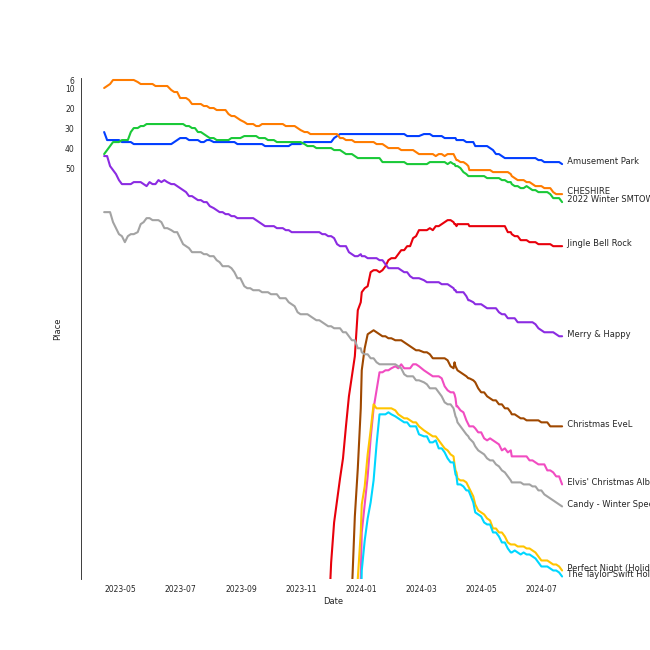 6
10
20
30
40
50
Place
Amusement Park
CHESHIRE
2022 Winter SMTOW
Jingle Bell Rock
Merry & Happy
Christmas EveL
Elvis' Christmas Alb
Candy - Winter Spe
Perfect Night (Holid
The Taylor Swift Hol
2023-05 2023-07 2023-09 2023-11 2024-01 2024-03 2024-05 2024-07
Date